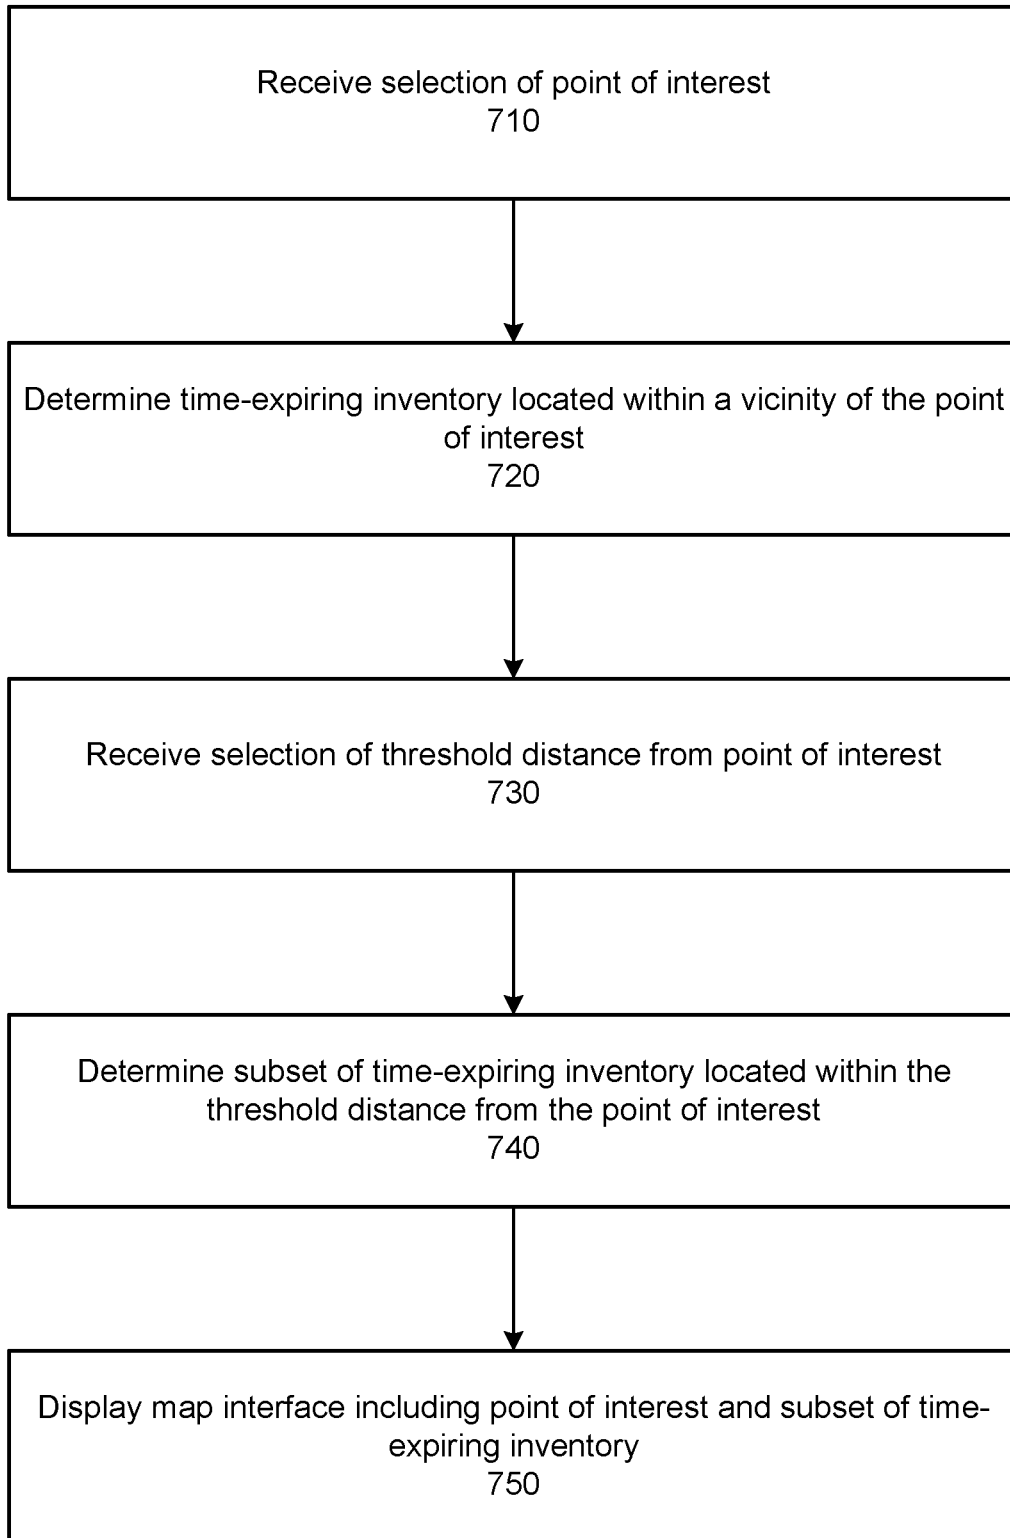 Receive selection of point of interest
710
Determine time-expiring inventory located within a vicinity of the point
of interest
720
Receive selection of threshold distance from point of interest
730
Determine subset of time-expiring inventory located within the
threshold distance from the point of interest
740
Display map interface including point of interest and subset of time-
expiring inventory
750